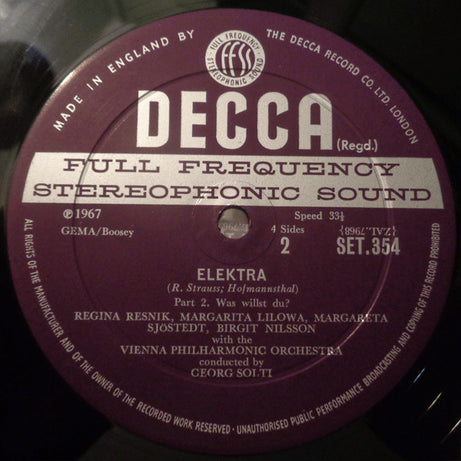 MADE IN ENGLAND BY
THE DECCA RECORD CO. LTD. LONDON
FULL FREQUENCY
ffss
STEREOPHONIC SOUND
DECCA
(Regd.)
FULL FREQUENCY
STEREOPHONIC SOUND
℗1967
Speed 33⅓
GEMA/Boosey
4 Sides
(ZAL.7968)
2
SET.354
ELEKTRA
(R. Strauss; Hofmannsthal)
Part 2. Was willst du?
REGINA RESNIK, MARGARITA LILOWA, MARGARETA
SJÖSTEDT, BIRGIT NILSSON
with the
VIENNA PHILHARMONIC ORCHESTRA
conducted by
GEORG SOLTI
ALL RIGHTS OF THE MANUFACTURER AND OF THE OWNER OF THE RECORDED WORK RESERVED · UNAUTHORISED PUBLIC PERFORMANCE BROADCASTING AND COPYING OF THIS RECORD PROHIBITED